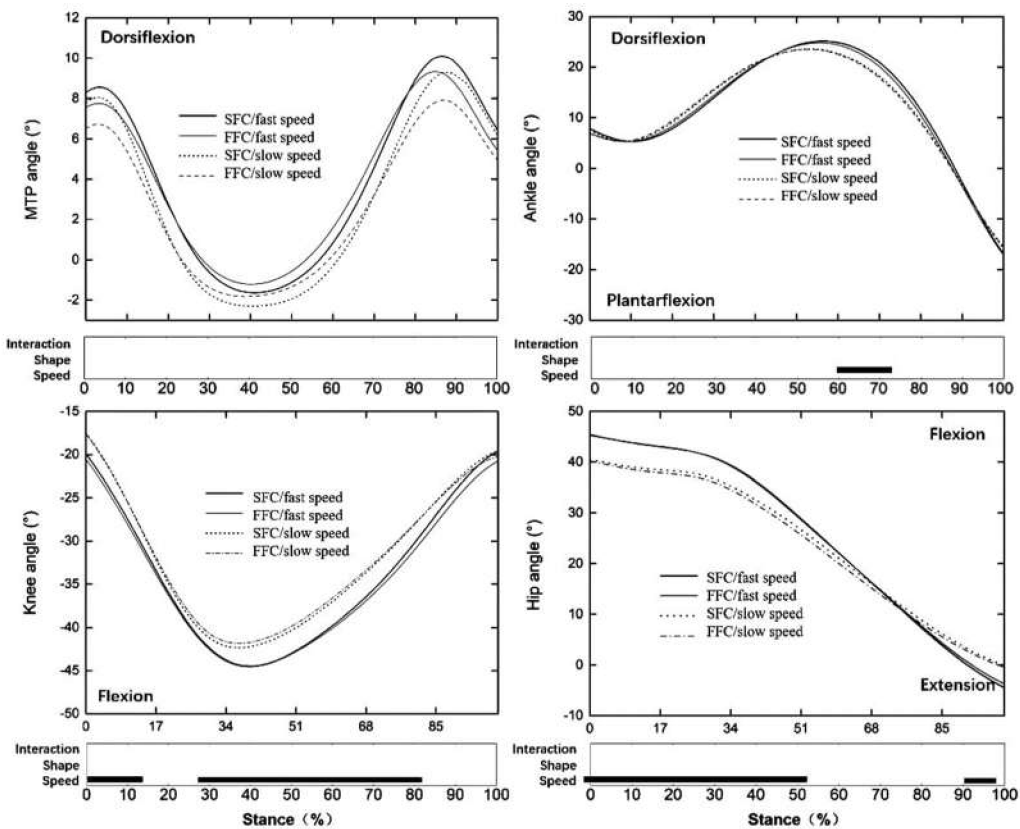 Dorsiflexion
MTP angle (°)
12
10
8
6
4
2
0
-2
SFC/fast speed
FFC/fast speed
SFC/slow speed
FFC/slow speed
Interaction
Shape
Speed
0 10 20 30 40 50 60 70 80 90 100
Dorsiflexion
Ankle angle (°)
30
20
10
0
-10
-20
-30
SFC/fast speed
FFC/fast speed
SFC/slow speed
FFC/slow speed
Plantarflexion
Interaction
Shape
Speed
0 10 20 30 40 50 60 70 80 90 100
Knee angle (°)
-15
-20
-25
-30
-35
-40
-45
-50
SFC/fast speed
FFC/fast speed
SFC/slow speed
FFC/slow speed
Flexion
0 17 34 51 68 85
Interaction
Shape
Speed
0 10 20 30 40 50 60 70 80 90 100
Stance (%)
Flexion
Hip angle (°)
50
40
30
20
10
0
-10
SFC/fast speed
FFC/fast speed
SFC/slow speed
FFC/slow speed
Extension
0 17 34 51 68 85
Interaction
Shape
Speed
0 10 20 30 40 50 60 70 80 90 100
Stance (%)